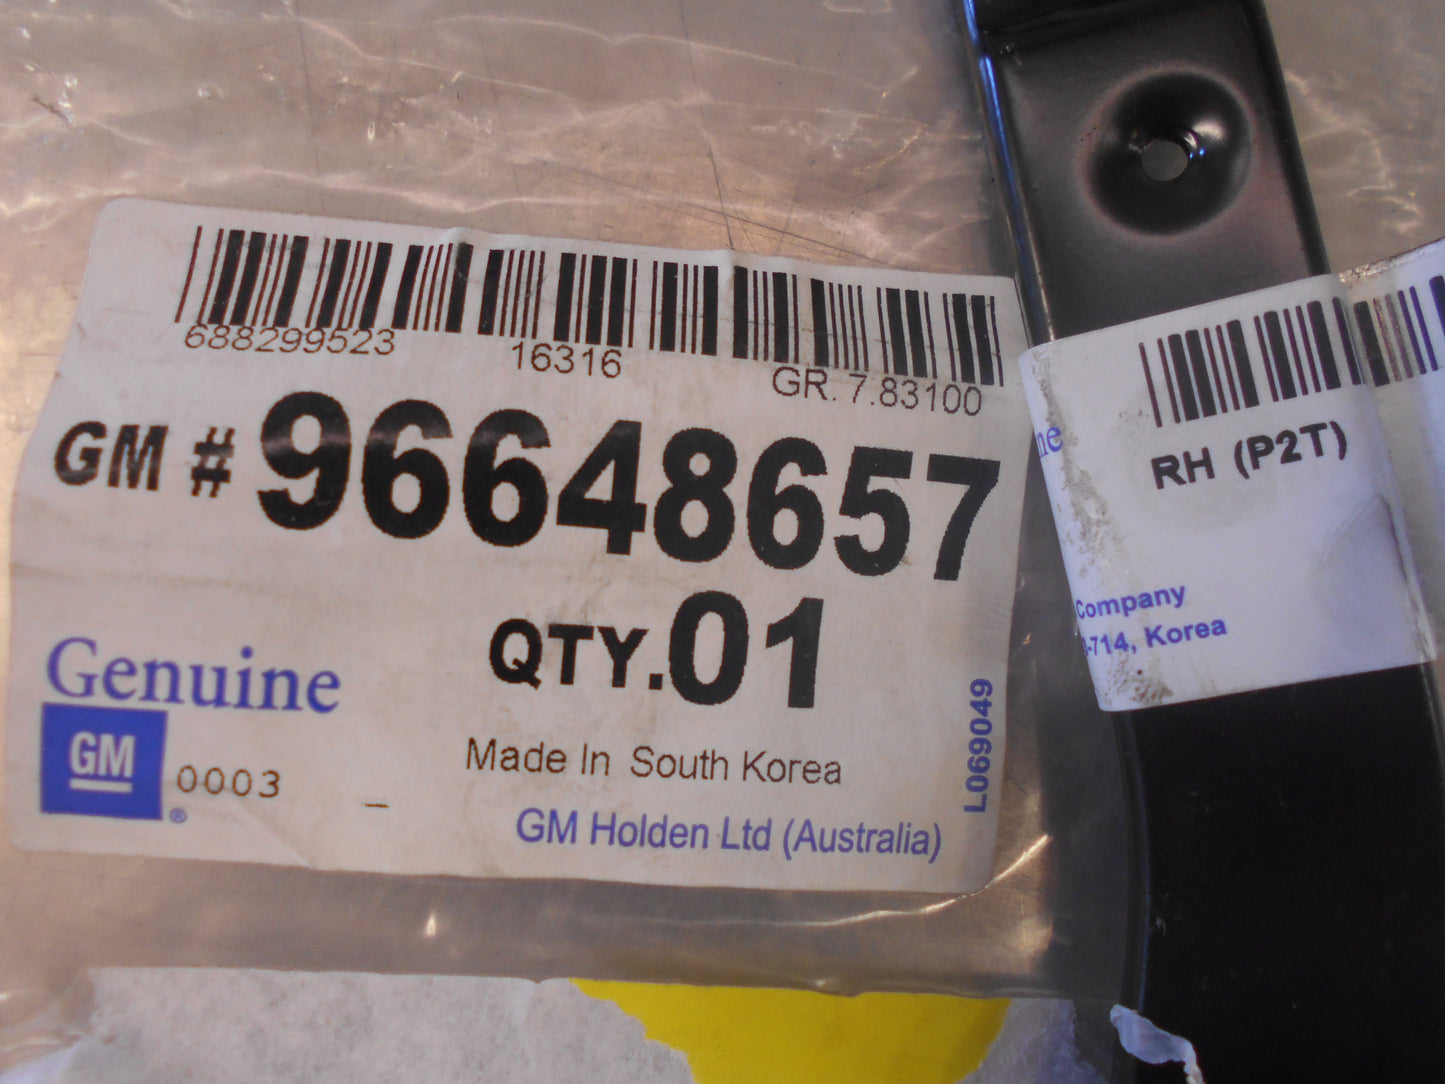 688299523 16316 GR. 7.83100
GM # 96648657
QTY. 01
Genuine
GM
®
0003 _
Made In South Korea
GM Holden Ltd (Australia)
L069049
RH (P2T)
Company
-714, Korea